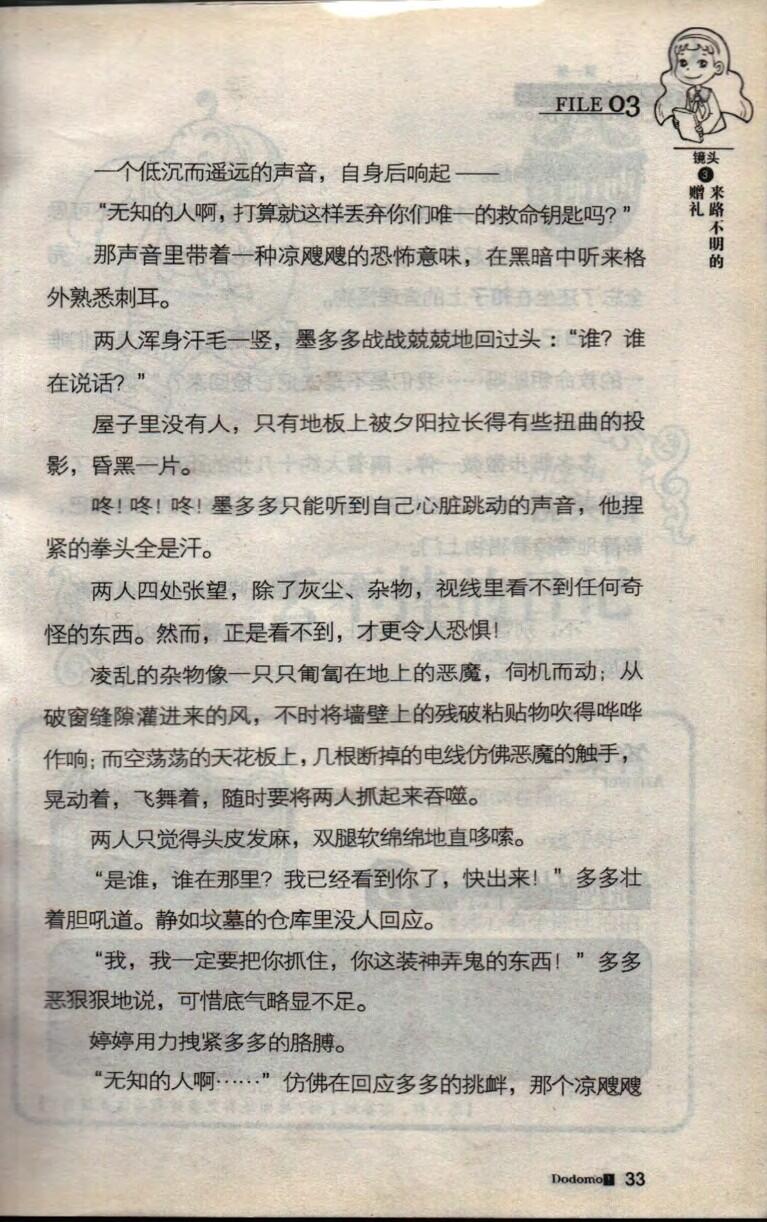 FILE 03
镜头
3
来路不明的
赠礼
一个低沉而遥远的声音，自身后响起——
“无知的人啊，打算就这样丢弃你们唯一的救命钥匙吗？”
那声音里带着一种凉飕飕的恐怖意味，在黑暗中听来格
外熟悉刺耳。
两人浑身汗毛一竖，墨多多战战兢兢地回过头：“谁？谁
在说话？”
屋子里没有人，只有地板上被夕阳拉长得有些扭曲的投
影，昏黑一片。
咚！咚！咚！墨多多只能听到自己心脏跳动的声音，他捏
紧的拳头全是汗。
两人四处张望，除了灰尘、杂物，视线里看不到任何奇
怪的东西。然而，正是看不到，才更令人恐惧！
凌乱的杂物像一只只匍匐在地上的恶魔，伺机而动；从
破窗缝隙灌进来的风，不时将墙壁上的残破粘贴物吹得哗哗
作响；而空荡荡的天花板上，几根断掉的电线仿佛恶魔的触手，
晃动着，飞舞着，随时要将两人抓起来吞噬。
两人只觉得头皮发麻，双腿软绵绵地直哆嗦。
“是谁，谁在那里？我已经看到你了，快出来！”多多壮
着胆吼道。静如坟墓的仓库里没人回应。
“我，我一定要把你抓住，你这装神弄鬼的东西！”多多
恶狠狠地说，可惜底气略显不足。
婷婷用力拽紧多多的胳膊。
“无知的人啊……”仿佛在回应多多的挑衅，那个凉飕飕
Dodomo1 33